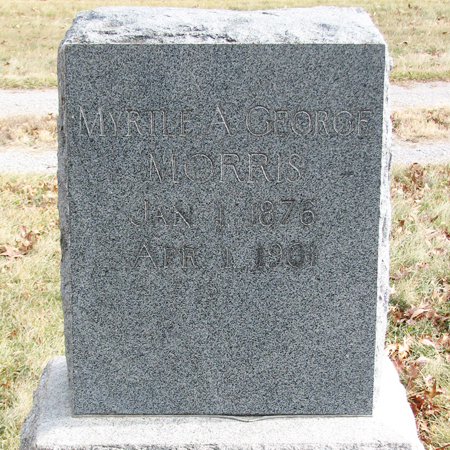 MYRTLE A. GEORGE
MORRIS
JAN 1, 1876
APR 1, 1901